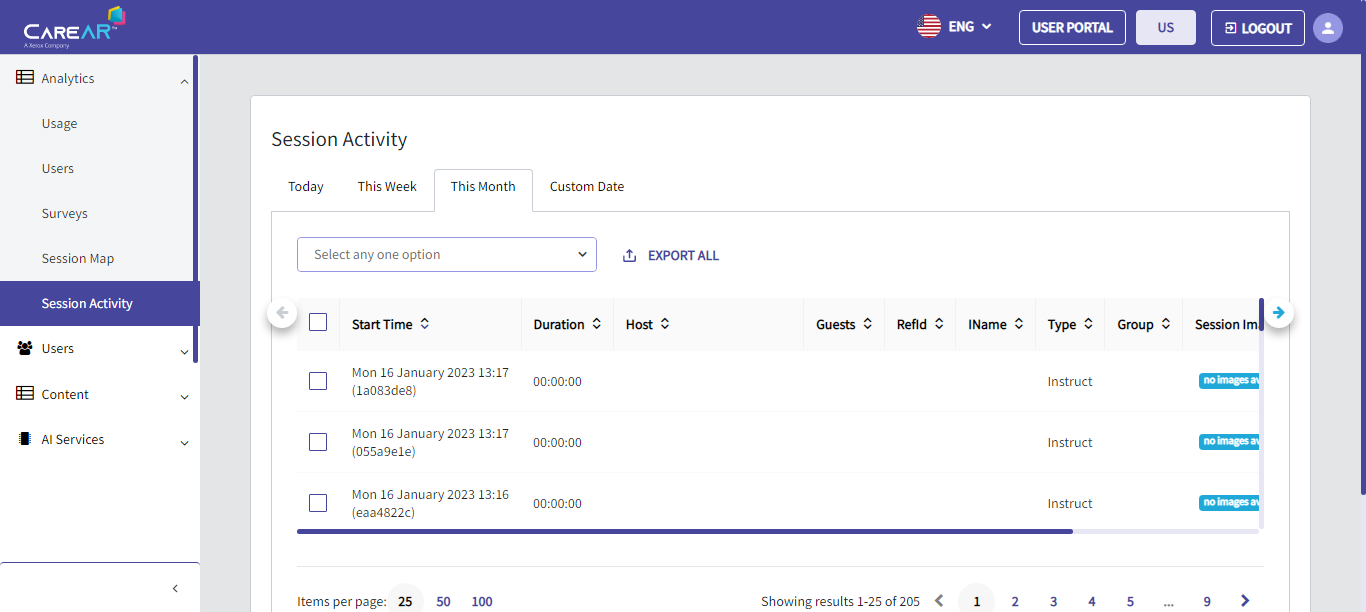 CAREAR™
A Xerox Company
ENG
USER PORTAL
US
LOGOUT
Analytics
Usage
Users
Surveys
Session Map
Session Activity
Users
Content
AI Services
Session Activity
Today This Week This Month Custom Date
Select any one option
EXPORT ALL
Start Time Duration Host Guests RefId IName Type Group Session Im
Mon 16 January 2023 13:17
(1a083de8)
00:00:00 Instruct no images av
Mon 16 January 2023 13:17
(055a9e1e)
00:00:00 Instruct no images av
Mon 16 January 2023 13:16
(eaa4822c)
00:00:00 Instruct no images av
Items per page: 25 50 100
Showing results 1-25 of 205 1 2 3 4 5 ... 9